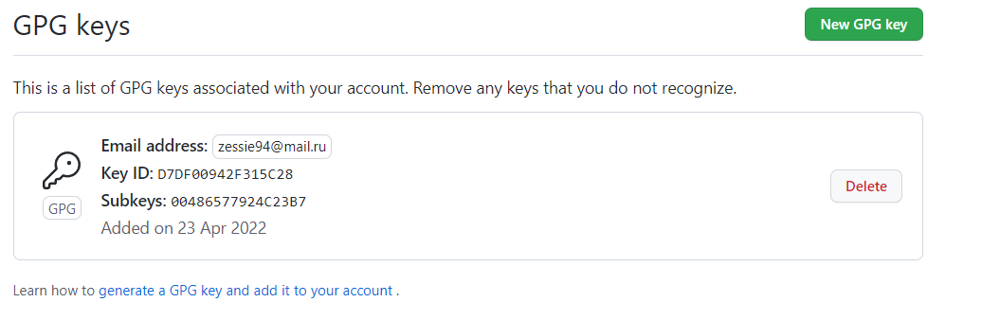 GPG keys
New GPG key
This is a list of GPG keys associated with your account. Remove any keys that you do not recognize.
Email address: zessie94@mail.ru
Key ID: D7DF00942F315C28
Subkeys: 00486577924C23B7
Added on 23 Apr 2022
GPG
Delete
Learn how to generate a GPG key and add it to your account .